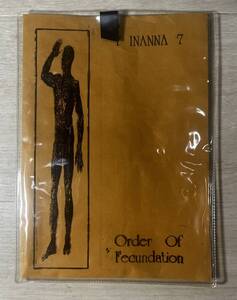 INANNA 7
Order Of
Fecundation